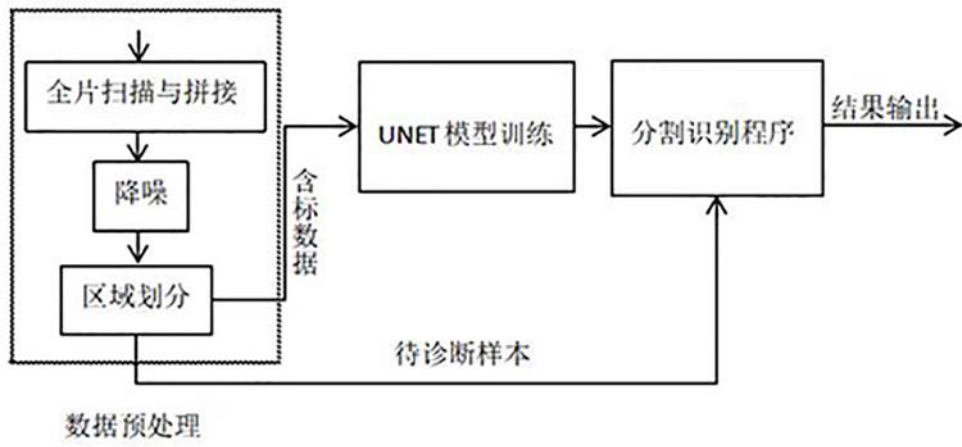 全片扫描与拼接
降噪
区域划分
含标数据
UNET 模型训练
分割识别程序
结果输出
待诊断样本
数据预处理